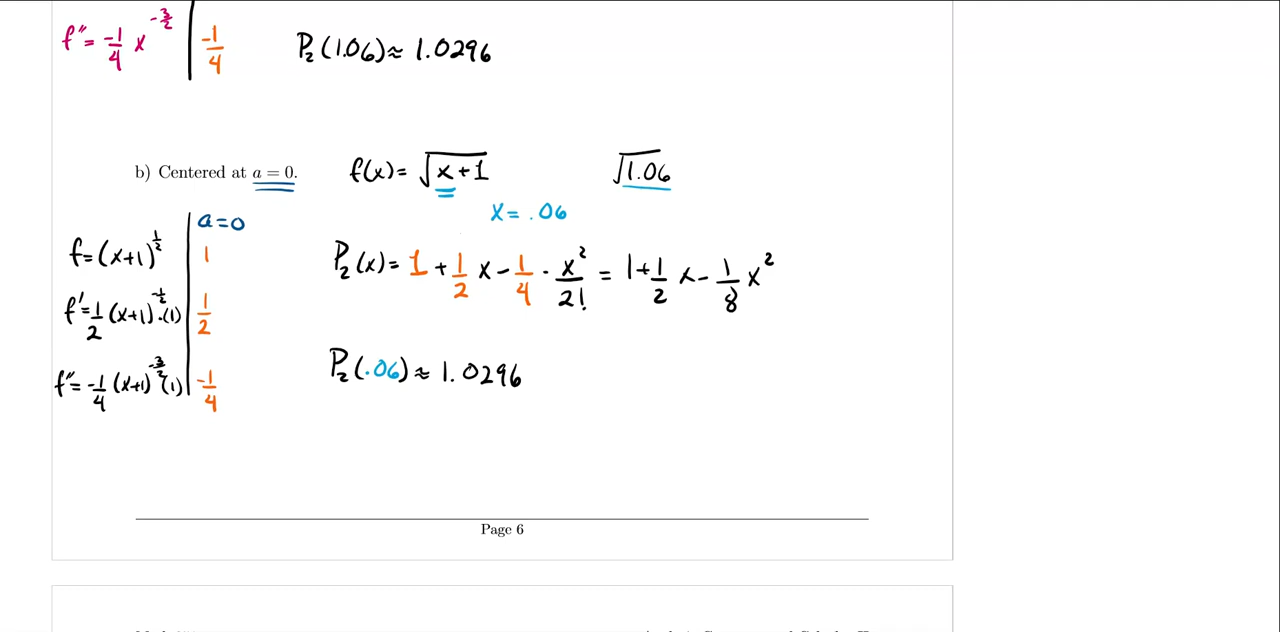 f″ = -1/4 x^(-3/2) | -1/4
P₂(1.06) ≈ 1.0296
b) Centered at a = 0.
f(x) = √(x+1)
√1.06
x = .06
a=0
f = (x+1)^(1/2) | 1
P₂(x) = 1 + 1/2 x - 1/4 · x²/2! = 1 + 1/2 x - 1/8 x²
f′ = 1/2 (x+1)^(-1/2) · (1) | 1/2
P₂(.06) ≈ 1.0296
f″ = -1/4 (x+1)^(-3/2) (1) | -1/4
Page 6